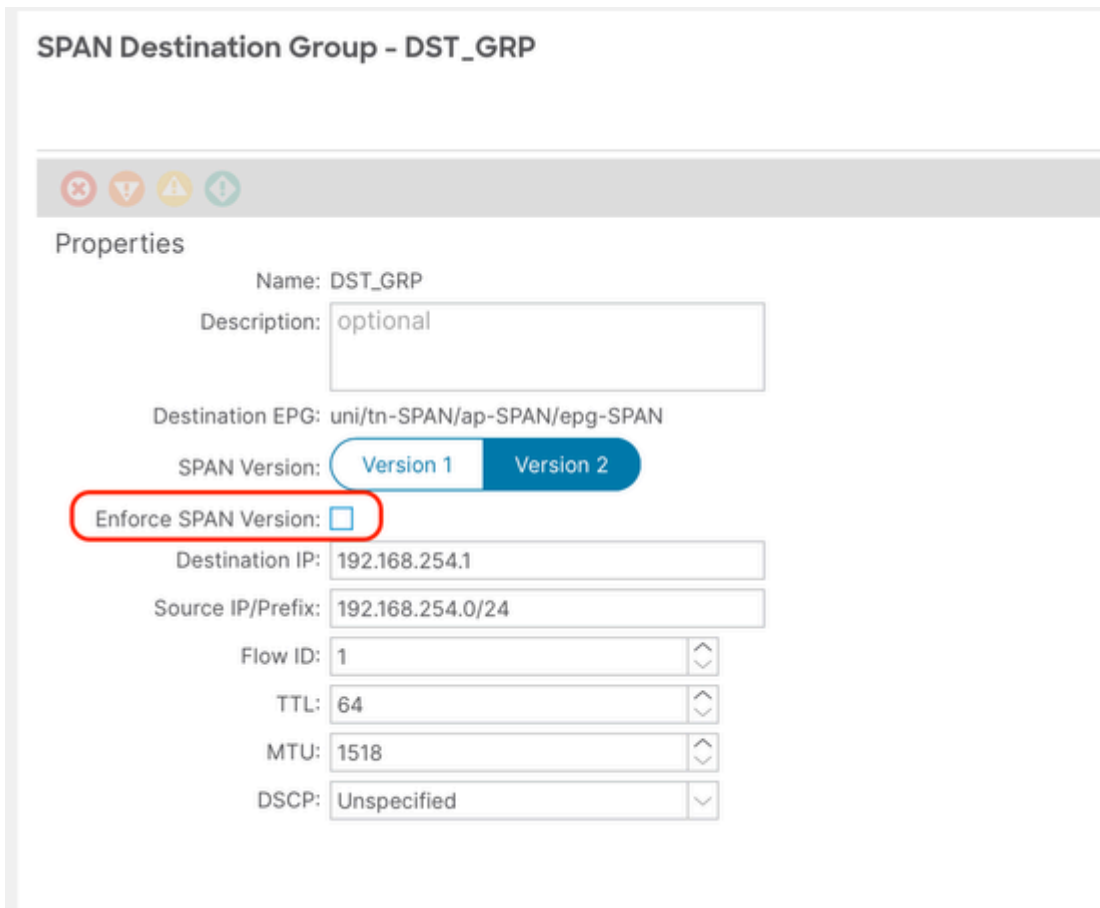 SPAN Destination Group - DST_GRP
Properties
Name: DST_GRP
Description: optional
Destination EPG: uni/tn-SPAN/ap-SPAN/epg-SPAN
SPAN Version: Version 1 Version 2
Enforce SPAN Version:
Destination IP: 192.168.254.1
Source IP/Prefix: 192.168.254.0/24
Flow ID: 1
TTL: 64
MTU: 1518
DSCP: Unspecified